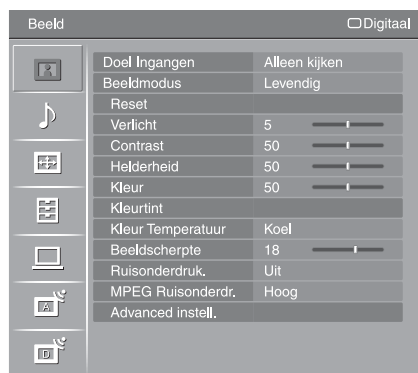 Beeld Digitaal
Doel Ingangen Alleen kijken
Beeldmodus Levendig
Reset
Verlicht 5
Contrast 50
Helderheid 50
Kleur 50
Kleurtint
Kleur Temperatuur Koel
Beeldscherpte 18
Ruisonderdruk. Uit
MPEG Ruisonderdr. Hoog
Advanced instell.
A
D